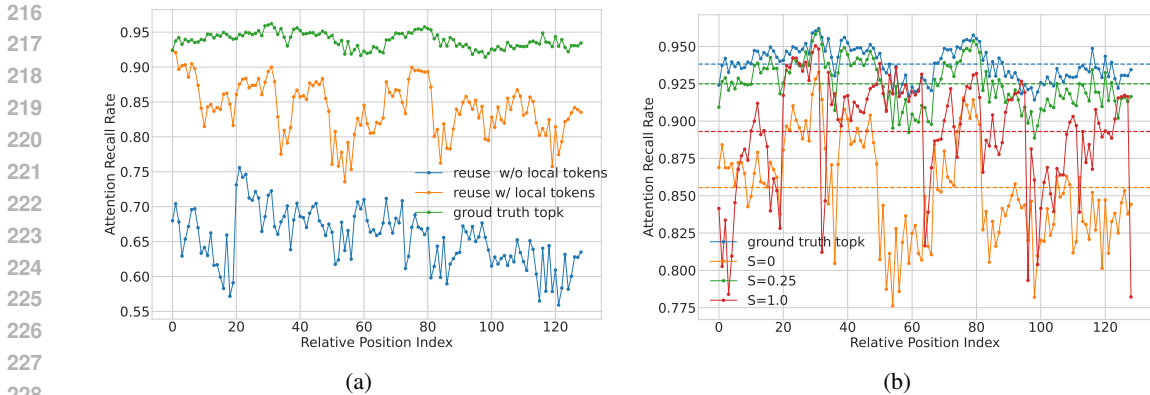 216
217
218
219
220
221
222
223
224
225
226
227
228
0.95
0.90
0.85
0.80
0.75
0.70
0.65
0.60
0.55
Attention Recall Rate
reuse w/o local tokens
reuse w/ local tokens
groud truth topk
0 20 40 60 80 100 120
Relative Position Index
(a)
0.950
0.925
0.900
0.875
0.850
0.825
0.800
0.775
Attention Recall Rate
ground truth topk
S=0
S=0.25
S=1.0
0 20 40 60 80 100 120
Relative Position Index
(b)